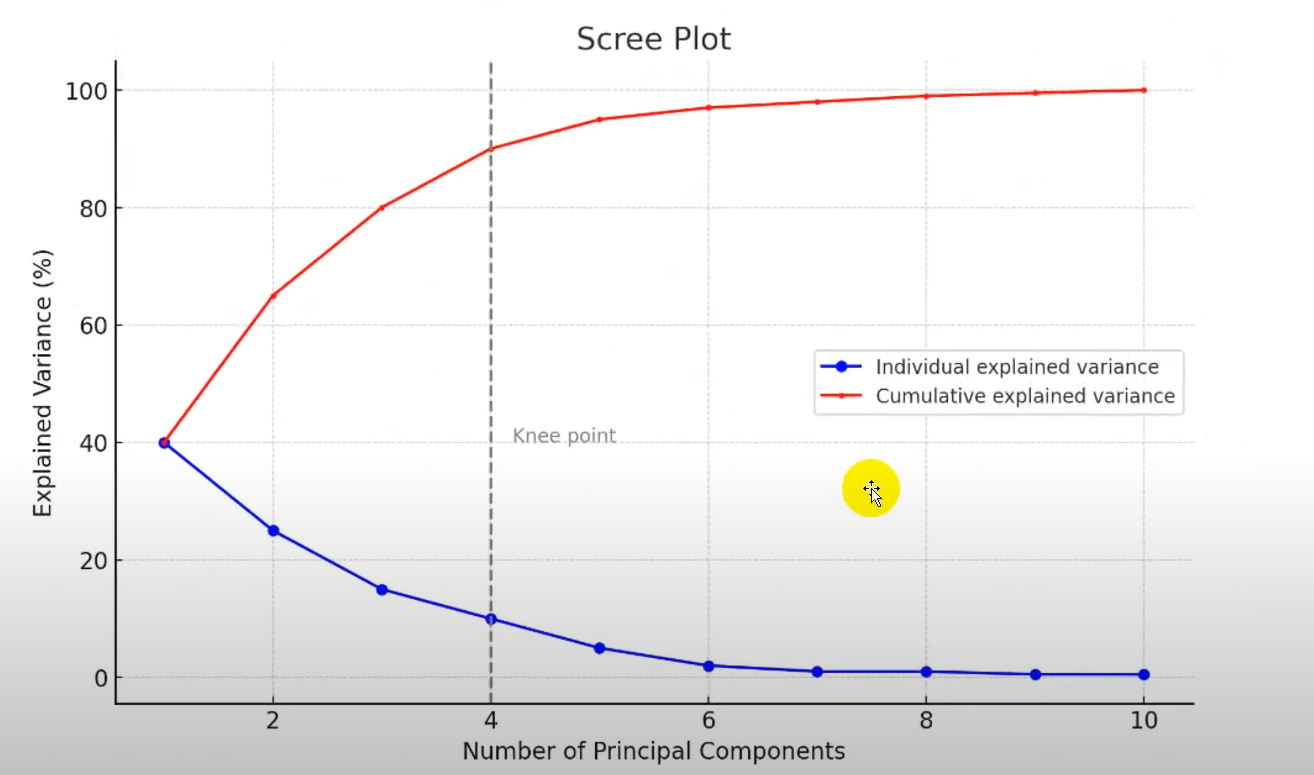 Scree Plot
100
80
60
40
20
0
Explained Variance (%)
Individual explained variance
Cumulative explained variance
Knee point
2
4
6
8
10
Number of Principal Components